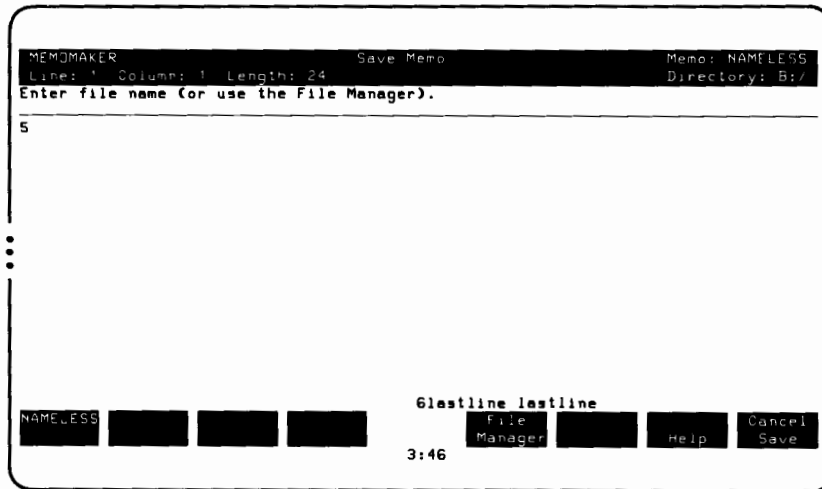 MEMOMAKER Save Memo Memo: NAMELESS
Line: 1 Column: 1 Length: 24 Directory: B:/
Enter file name (or use the File Manager).
5
6lastline lastline
NAMELESS File Manager Help Cancel Save
3:46